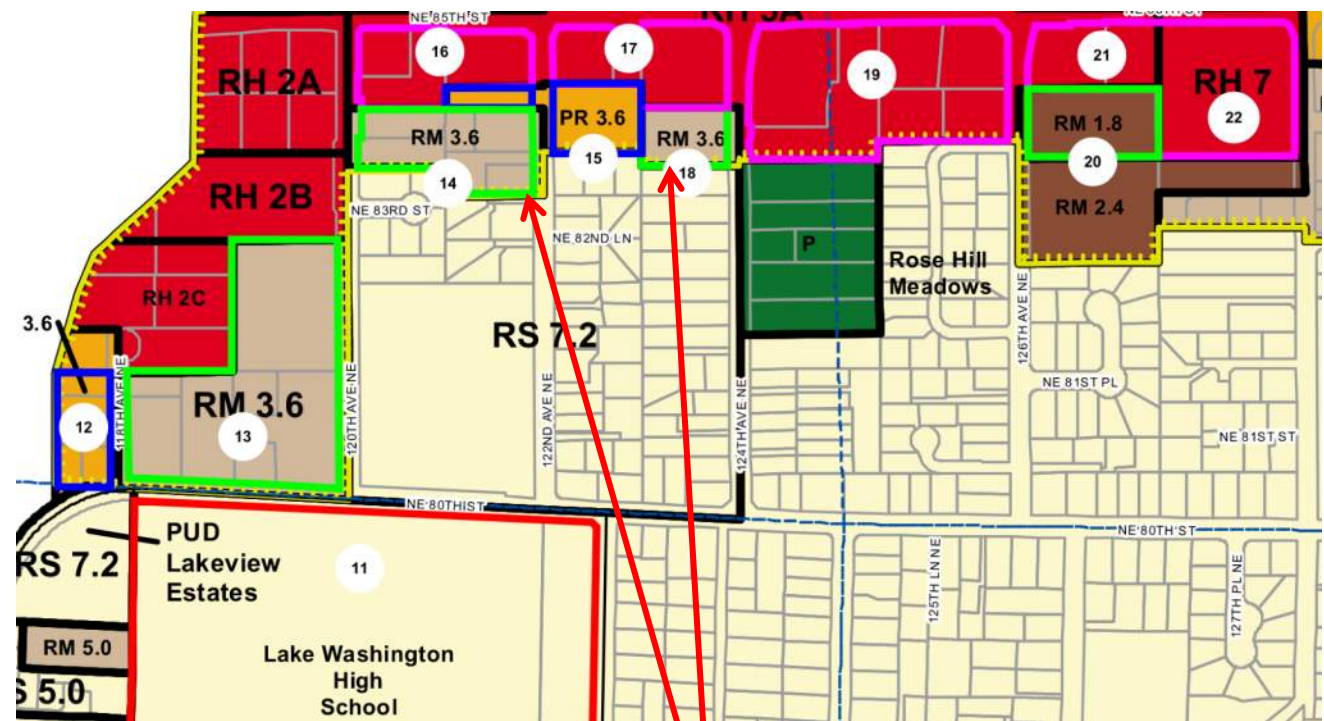 NE 85TH ST
RH 2A
16
17
19
21
RH 7
22
RM 3.6
PR 3.6
RM 3.6
RM 1.8
14
15
18
20
RH 2B
NE 83RD ST
NE 82ND LN
P
Rose Hill
Meadows
RM 2.4
RH 2C
3.6
RS 7.2
126TH AVE NE
118TH AVE NE
12
RM 3.6
13
120TH AVE NE
122ND AVE NE
124TH AVE NE
NE 81ST PL
NE 81ST ST
NE 80TH ST
NE 80TH ST
PUD
Lakeview
Estates
RS 7.2
11
125TH LN NE
127TH PL NE
RM 5.0
S 5.0
Lake Washington
High
School